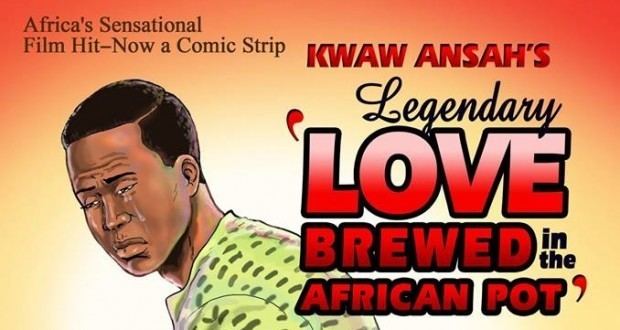 Africa's Sensational
Film Hit–Now a Comic Strip
KWAW ANSAH'S
Legendary
'LOVE
BREWED in the
AFRICAN POT'